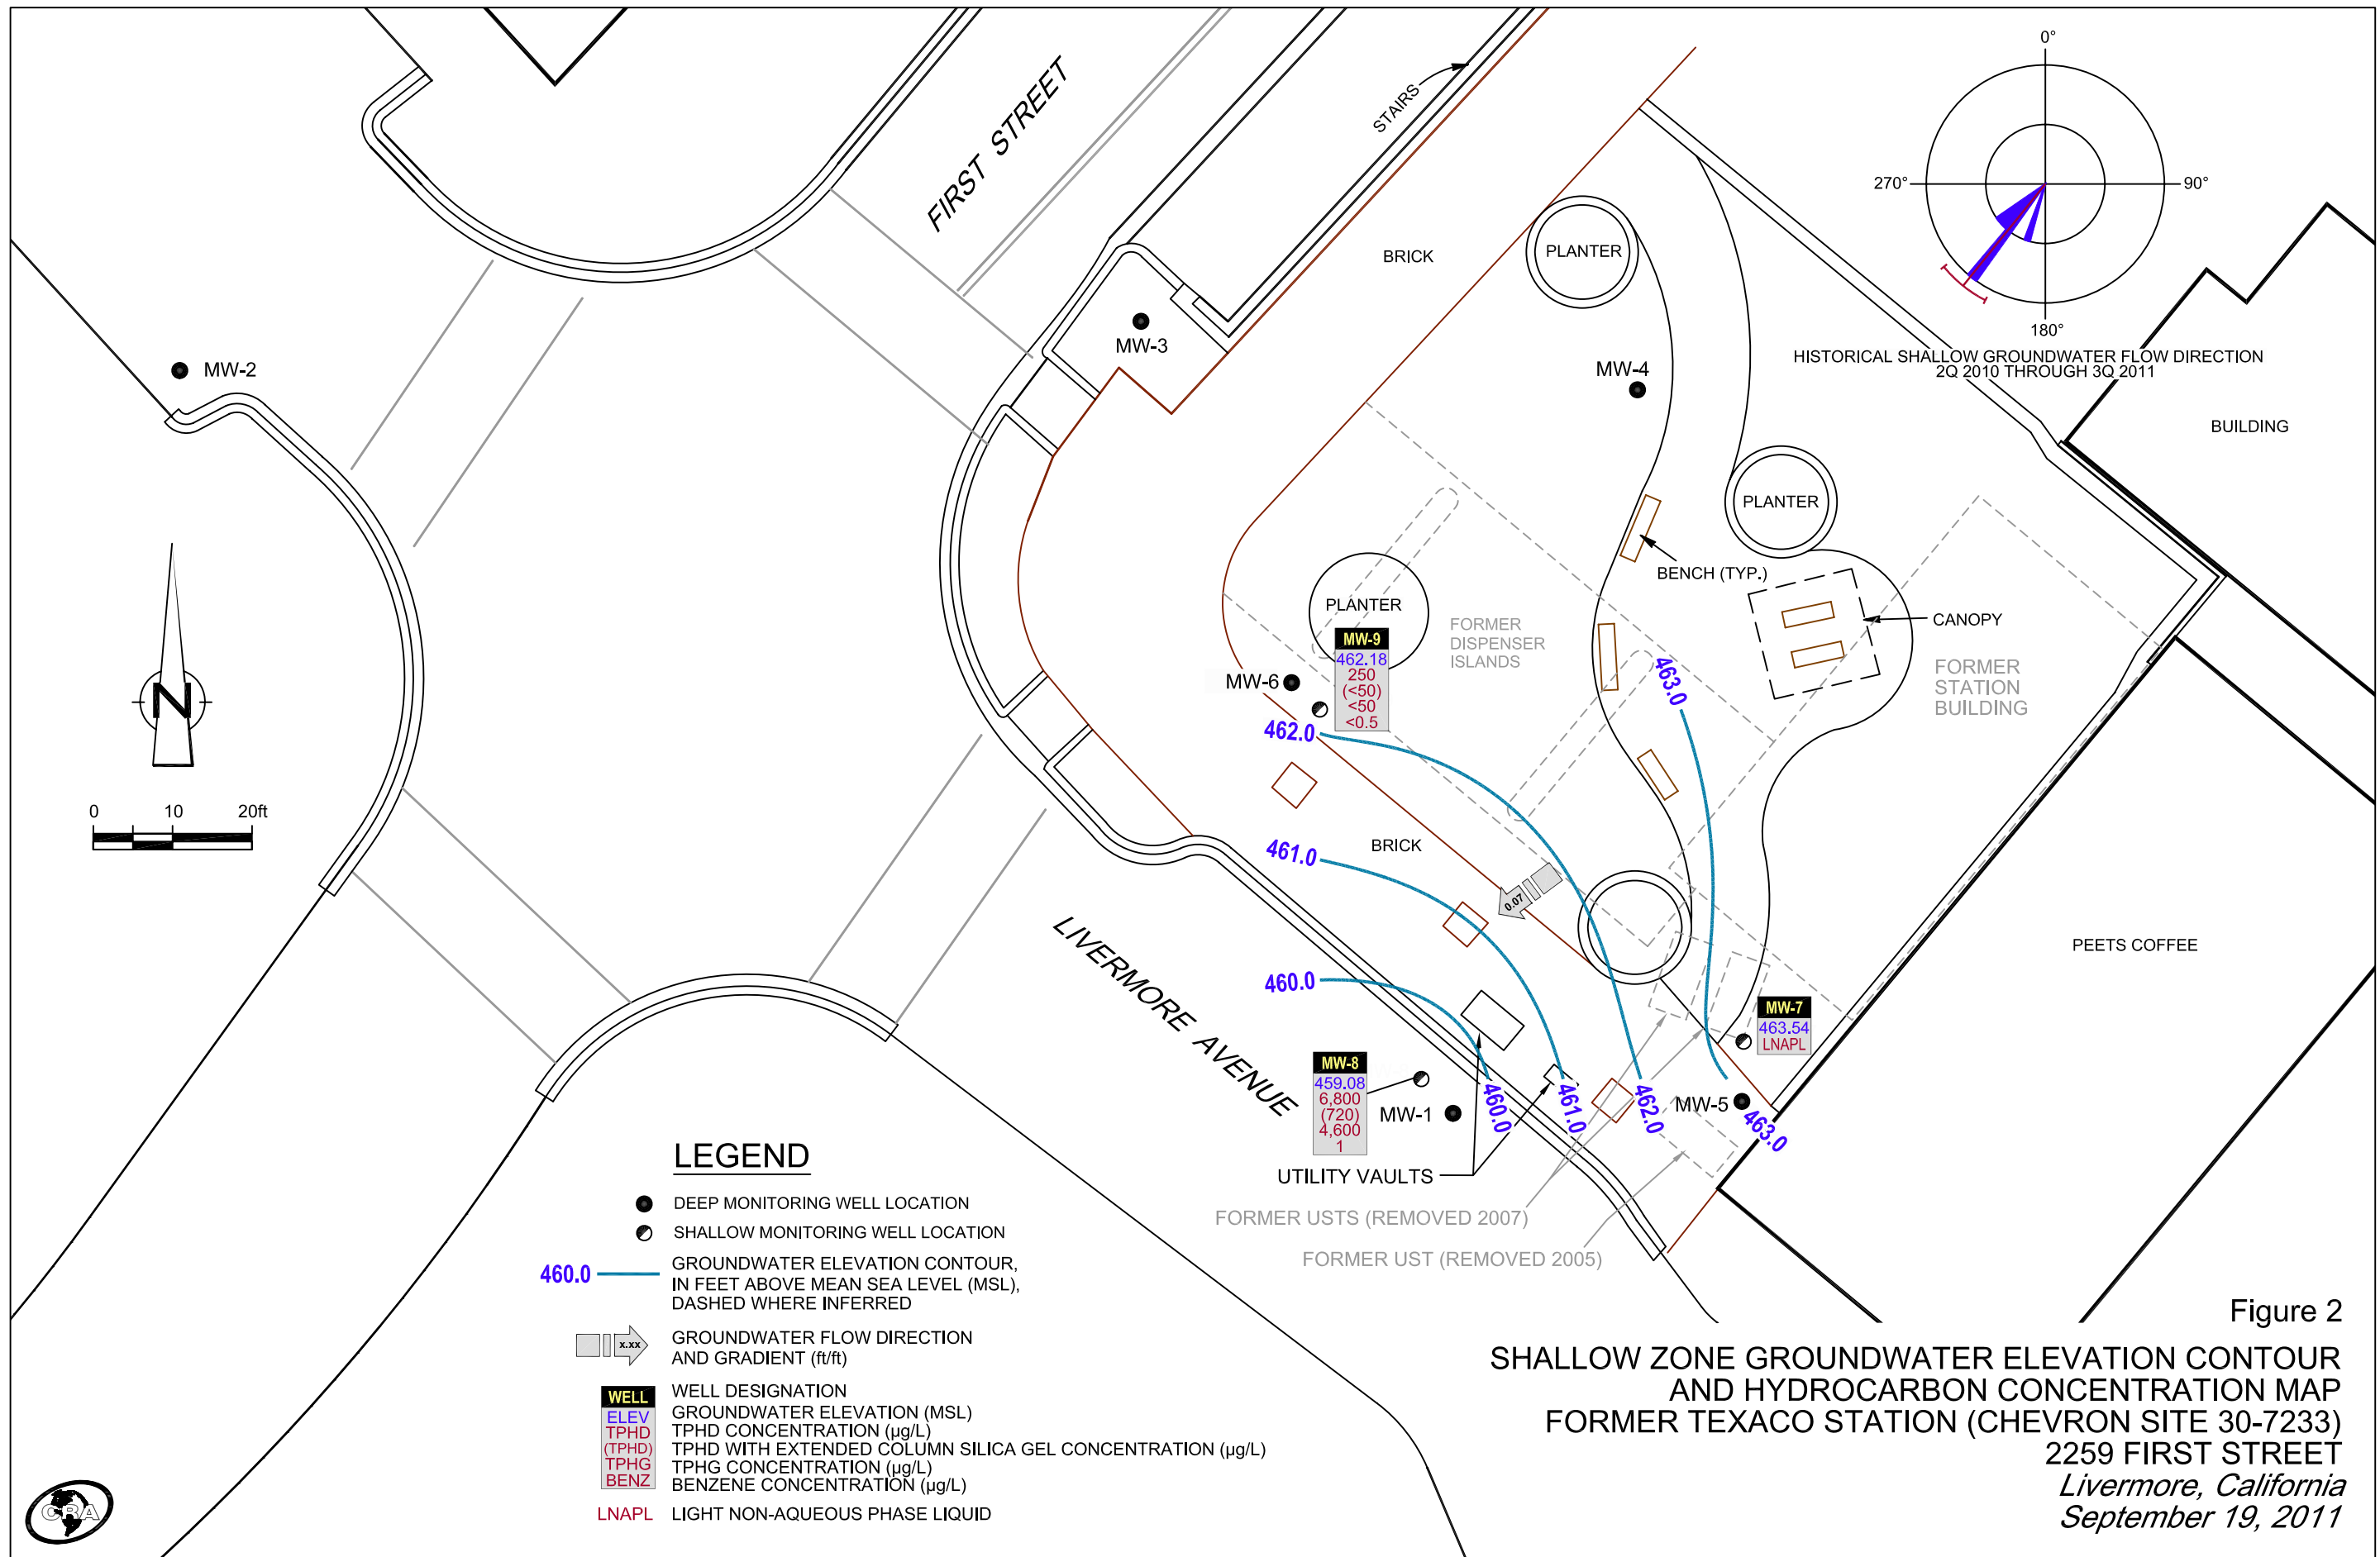 FIRST STREET
STAIRS
0°
270°
90°
180°
HISTORICAL SHALLOW GROUNDWATER FLOW DIRECTION
2Q 2010 THROUGH 3Q 2011
BRICK
PLANTER
MW-3
MW-2
MW-4
BUILDING
PLANTER
BENCH (TYP.)
CANOPY
PLANTER
FORMER
DISPENSER
ISLANDS
FORMER
STATION
BUILDING
MW-9
462.18
250
(<50)
<50
<0.5
MW-6
463.0
462.0
N
0 10 20ft
461.0
BRICK
0.07
LIVERMORE AVENUE
460.0
PEETS COFFEE
MW-7
463.54
LNAPL
MW-8
459.08
6,800
(720)
4,600
1
MW-1
460.0
461.0
462.0
MW-5
463.0
UTILITY VAULTS
FORMER USTS (REMOVED 2007)
FORMER UST (REMOVED 2005)
LEGEND
DEEP MONITORING WELL LOCATION
SHALLOW MONITORING WELL LOCATION
460.0
GROUNDWATER ELEVATION CONTOUR,
IN FEET ABOVE MEAN SEA LEVEL (MSL),
DASHED WHERE INFERRED
x.xx
GROUNDWATER FLOW DIRECTION
AND GRADIENT (ft/ft)
WELL WELL DESIGNATION
ELEV GROUNDWATER ELEVATION (MSL)
TPHD TPHD CONCENTRATION (µg/L)
(TPHD) TPHD WITH EXTENDED COLUMN SILICA GEL CONCENTRATION (µg/L)
TPHG TPHG CONCENTRATION (µg/L)
BENZ BENZENE CONCENTRATION (µg/L)
LNAPL LIGHT NON-AQUEOUS PHASE LIQUID
CRA
Figure 2
SHALLOW ZONE GROUNDWATER ELEVATION CONTOUR
AND HYDROCARBON CONCENTRATION MAP
FORMER TEXACO STATION (CHEVRON SITE 30-7233)
2259 FIRST STREET
Livermore, California
September 19, 2011